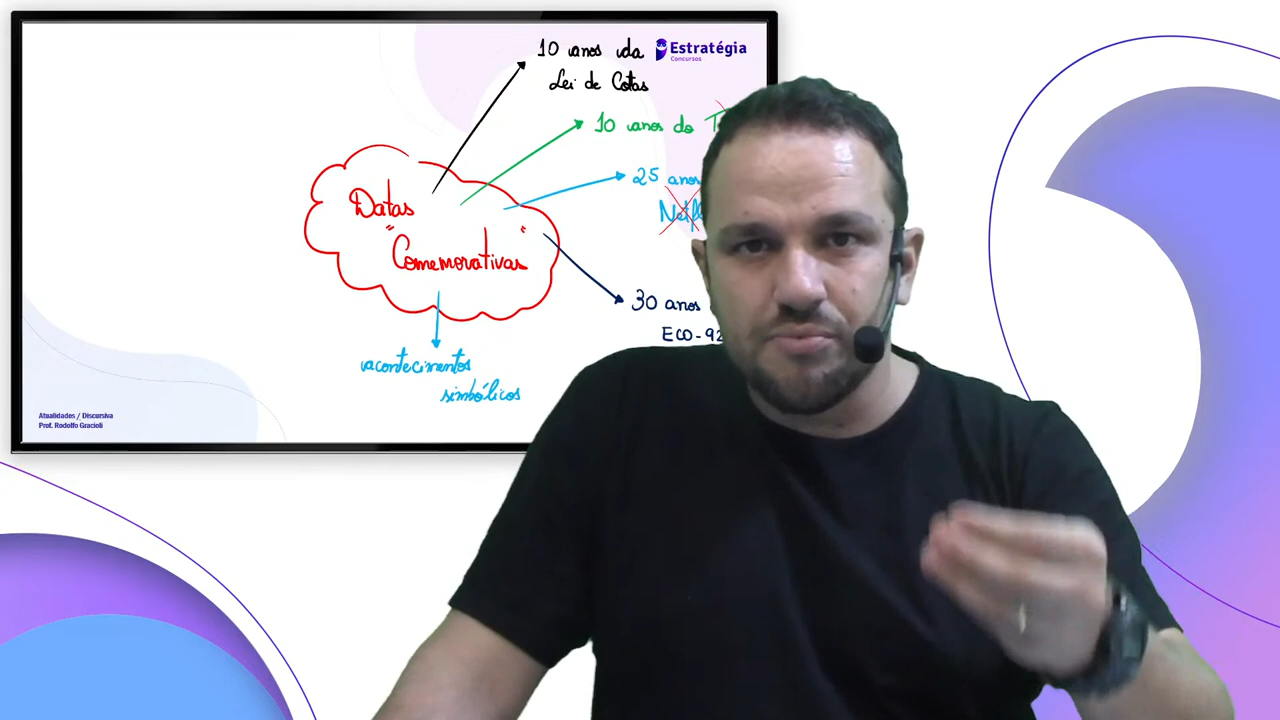 10 anos da
Estratégia
Concursos
Lei de Cotas
10 anos do
25 anos
Datas
"Comemorativas"
30 anos
ECO-92
acontecimentos
simbólicos
Atualidades / Discursiva
Prof. Rodolfo Gracioli